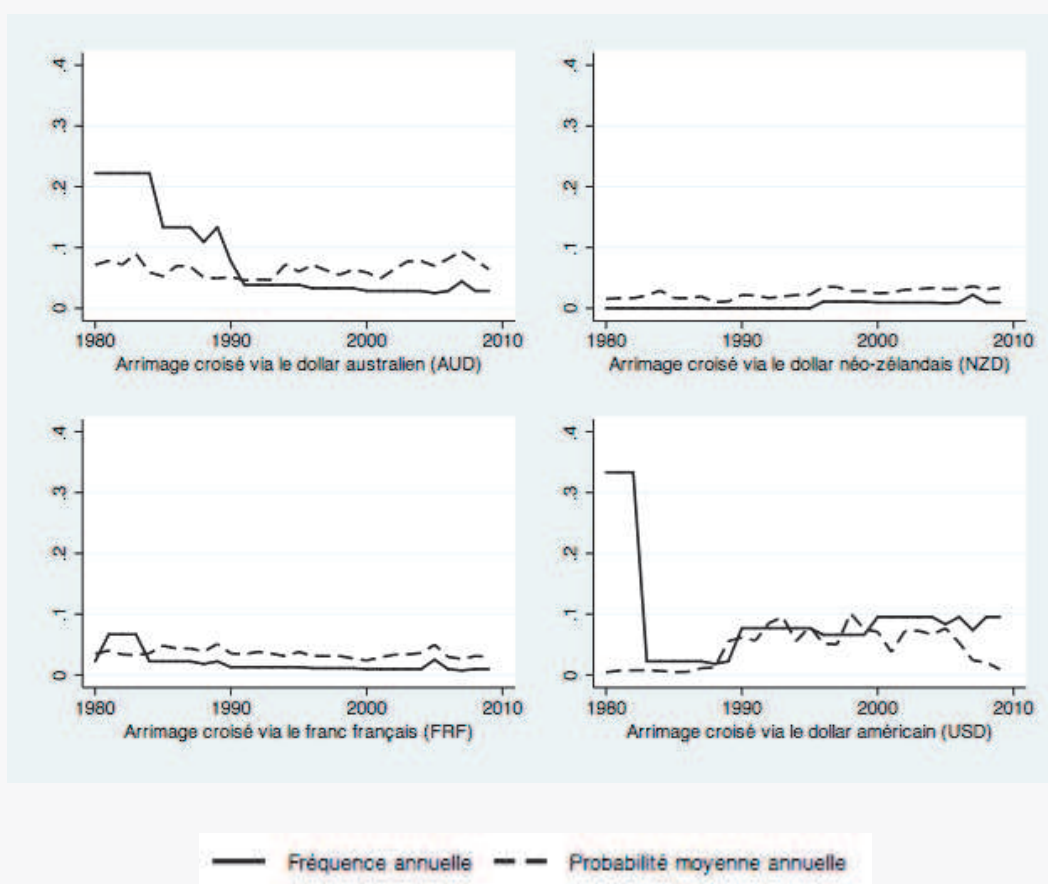 .4 .4
.3 .3
.2 .2
.1 .1
0 0
1980 1990 2000 2010 1980 1990 2000 2010
Arrimage croisé via le dollar australien (AUD) Arrimage croisé via le dollar néo-zélandais (NZD)
.4 .4
.3 .3
.2 .2
.1 .1
0 0
1980 1990 2000 2010 1980 1990 2000 2010
Arrimage croisé via le franc français (FRF) Arrimage croisé via le dollar américain (USD)
Fréquence annuelle Probabilité moyenne annuelle